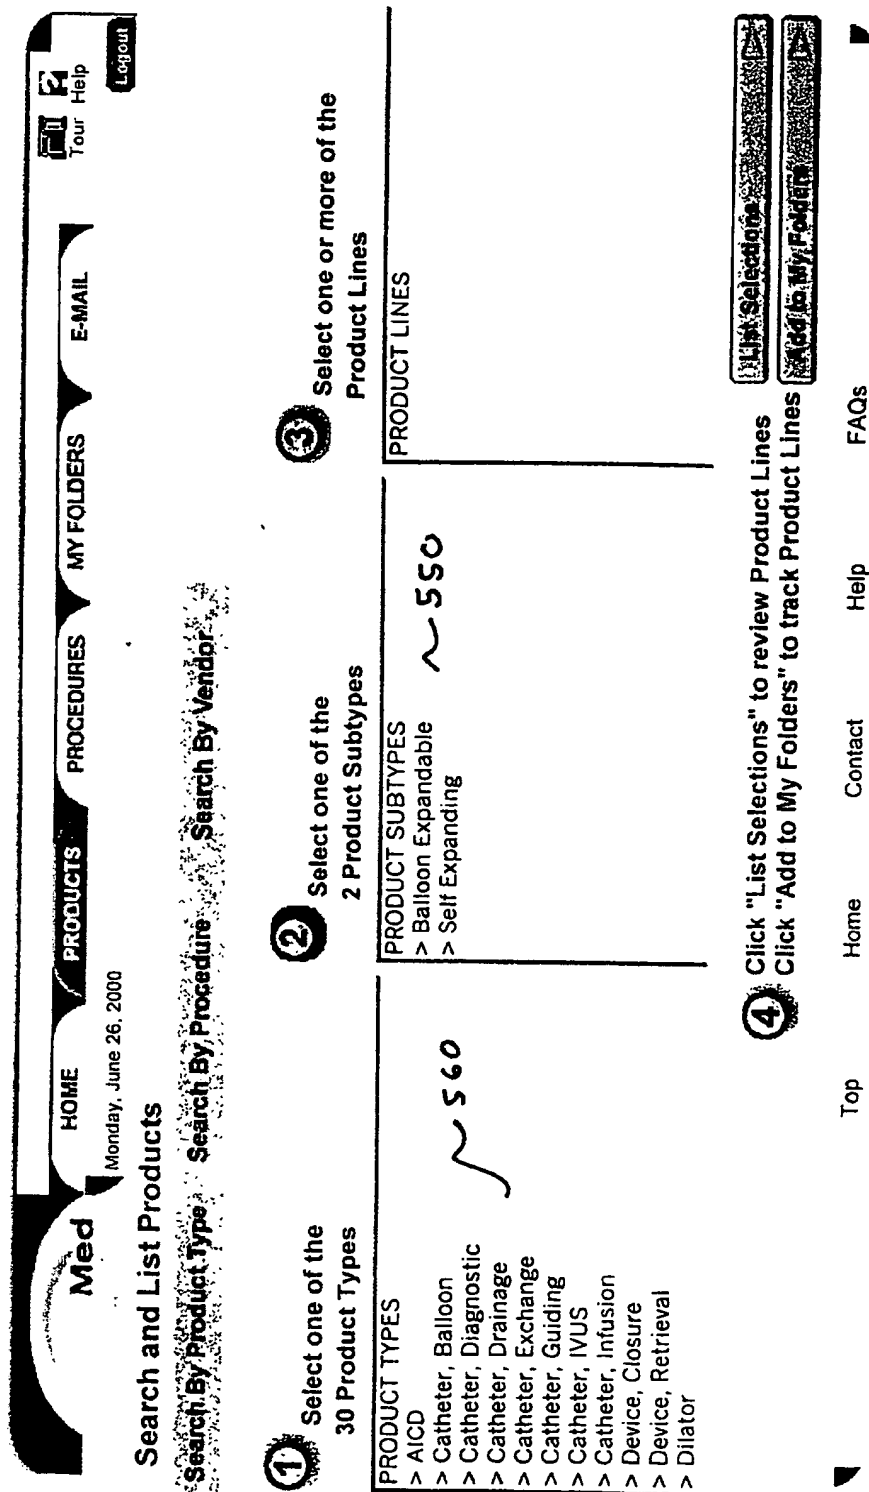 Tour Help
Logout
Med
HOME PRODUCTS PROCEDURES MY FOLDERS E-MAIL
Monday, June 26, 2000
Search and List Products
Search By Product Type Search By Procedure Search By Vendor
1 Select one of the
30 Product Types
PRODUCT TYPES
> AICD
> Catheter, Balloon
> Catheter, Diagnostic
> Catheter, Drainage
> Catheter, Exchange
> Catheter, Guiding
> Catheter, IVUS
> Catheter, Infusion
> Device, Closure
> Device, Retrieval
> Dilator
560
2 Select one of the
2 Product Subtypes
PRODUCT SUBTYPES
> Balloon Expandable
> Self Expanding
550
3 Select one or more of the
Product Lines
PRODUCT LINES
4 Click "List Selections" to review Product Lines
Click "Add to My Folders" to track Product Lines
List Selections
Add to My Folders
Top Home Contact Help FAQs